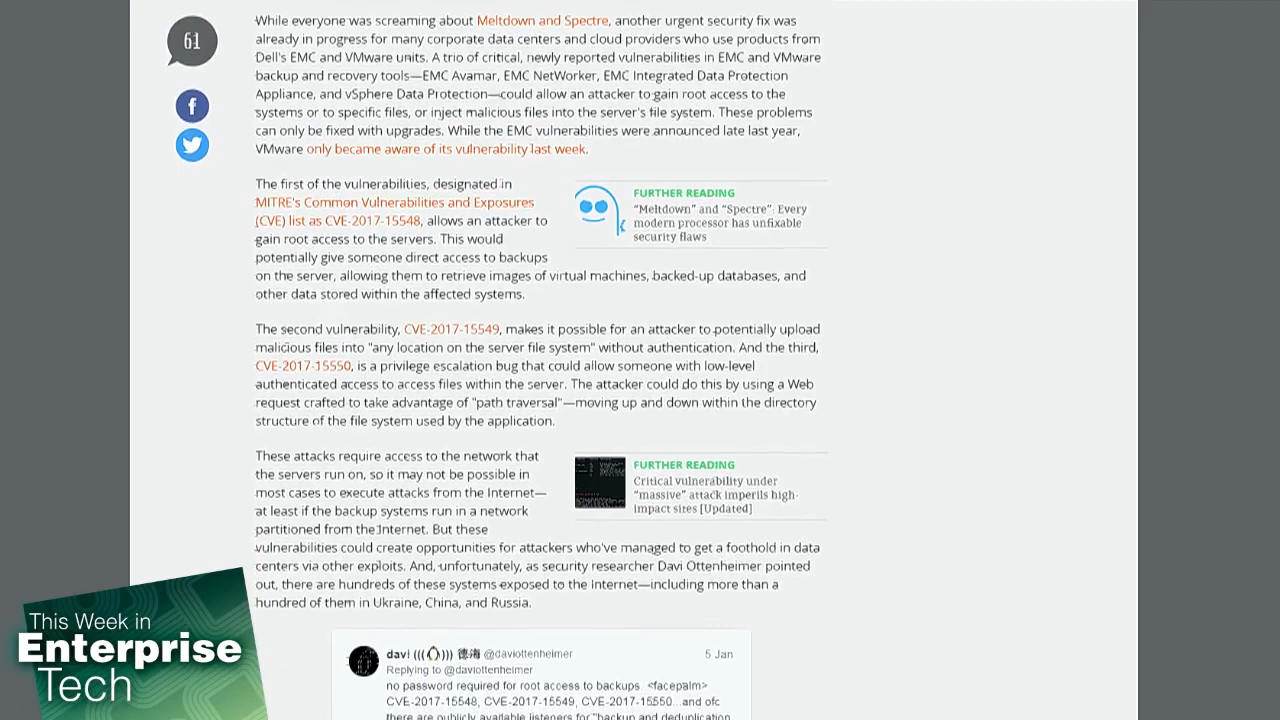 61
While everyone was screaming about Meltdown and Spectre, another urgent security fix was
already in progress for many corporate data centers and cloud providers who use products from
Dell's EMC and VMware units. A trio of critical, newly reported vulnerabilities in EMC and VMware
backup and recovery tools—EMC Avamar, EMC NetWorker, EMC Integrated Data Protection
Appliance, and vSphere Data Protection—could allow an attacker to gain root access to the
systems or to specific files, or inject malicious files into the server's file system. These problems
can only be fixed with upgrades. While the EMC vulnerabilities were announced late last year,
VMware only became aware of its vulnerability last week.
The first of the vulnerabilities, designated in
MITRE's Common Vulnerabilities and Exposures
(CVE) list as CVE-2017-15548, allows an attacker to
gain root access to the servers. This would
potentially give someone direct access to backups
on the server, allowing them to retrieve images of virtual machines, backed-up databases, and
other data stored within the affected systems.
FURTHER READING
"Meltdown" and "Spectre": Every
modern processor has unfixable
security flaws
The second vulnerability, CVE-2017-15549, makes it possible for an attacker to potentially upload
malicious files into "any location on the server file system" without authentication. And the third,
CVE-2017-15550, is a privilege escalation bug that could allow someone with low-level
authenticated access to access files within the server. The attacker could do this by using a Web
request crafted to take advantage of "path traversal"—moving up and down within the directory
structure of the file system used by the application.
These attacks require access to the network that
the servers run on, so it may not be possible in
most cases to execute attacks from the Internet—
at least if the backup systems run in a network
partitioned from the Internet. But these
vulnerabilities could create opportunities for attackers who've managed to get a foothold in data
centers via other exploits. And, unfortunately, as security researcher Davi Ottenheimer pointed
out, there are hundreds of these systems exposed to the Internet—including more than a
hundred of them in Ukraine, China, and Russia.
FURTHER READING
Critical vulnerability under
"massive" attack imperils high-
impact sites [Updated]
dav! ((( ))) 德海 @daviottenheimer 5 Jan
Replying to @daviottenheimer
no password required for root access to backups. <facepalm>
CVE-2017-15548, CVE-2017-15549, CVE-2017-15550...and ofc
there are publicly available listeners for "backup and deduplication
This Week in
Enterprise
Tech